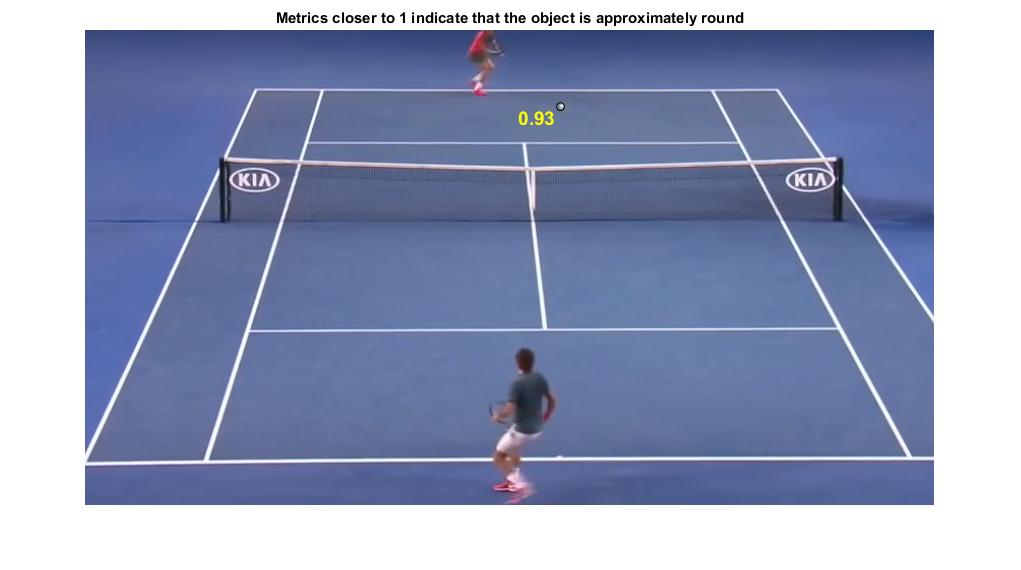 Metrics closer to 1 indicate that the object is approximately round
0.93
KIA
KIA